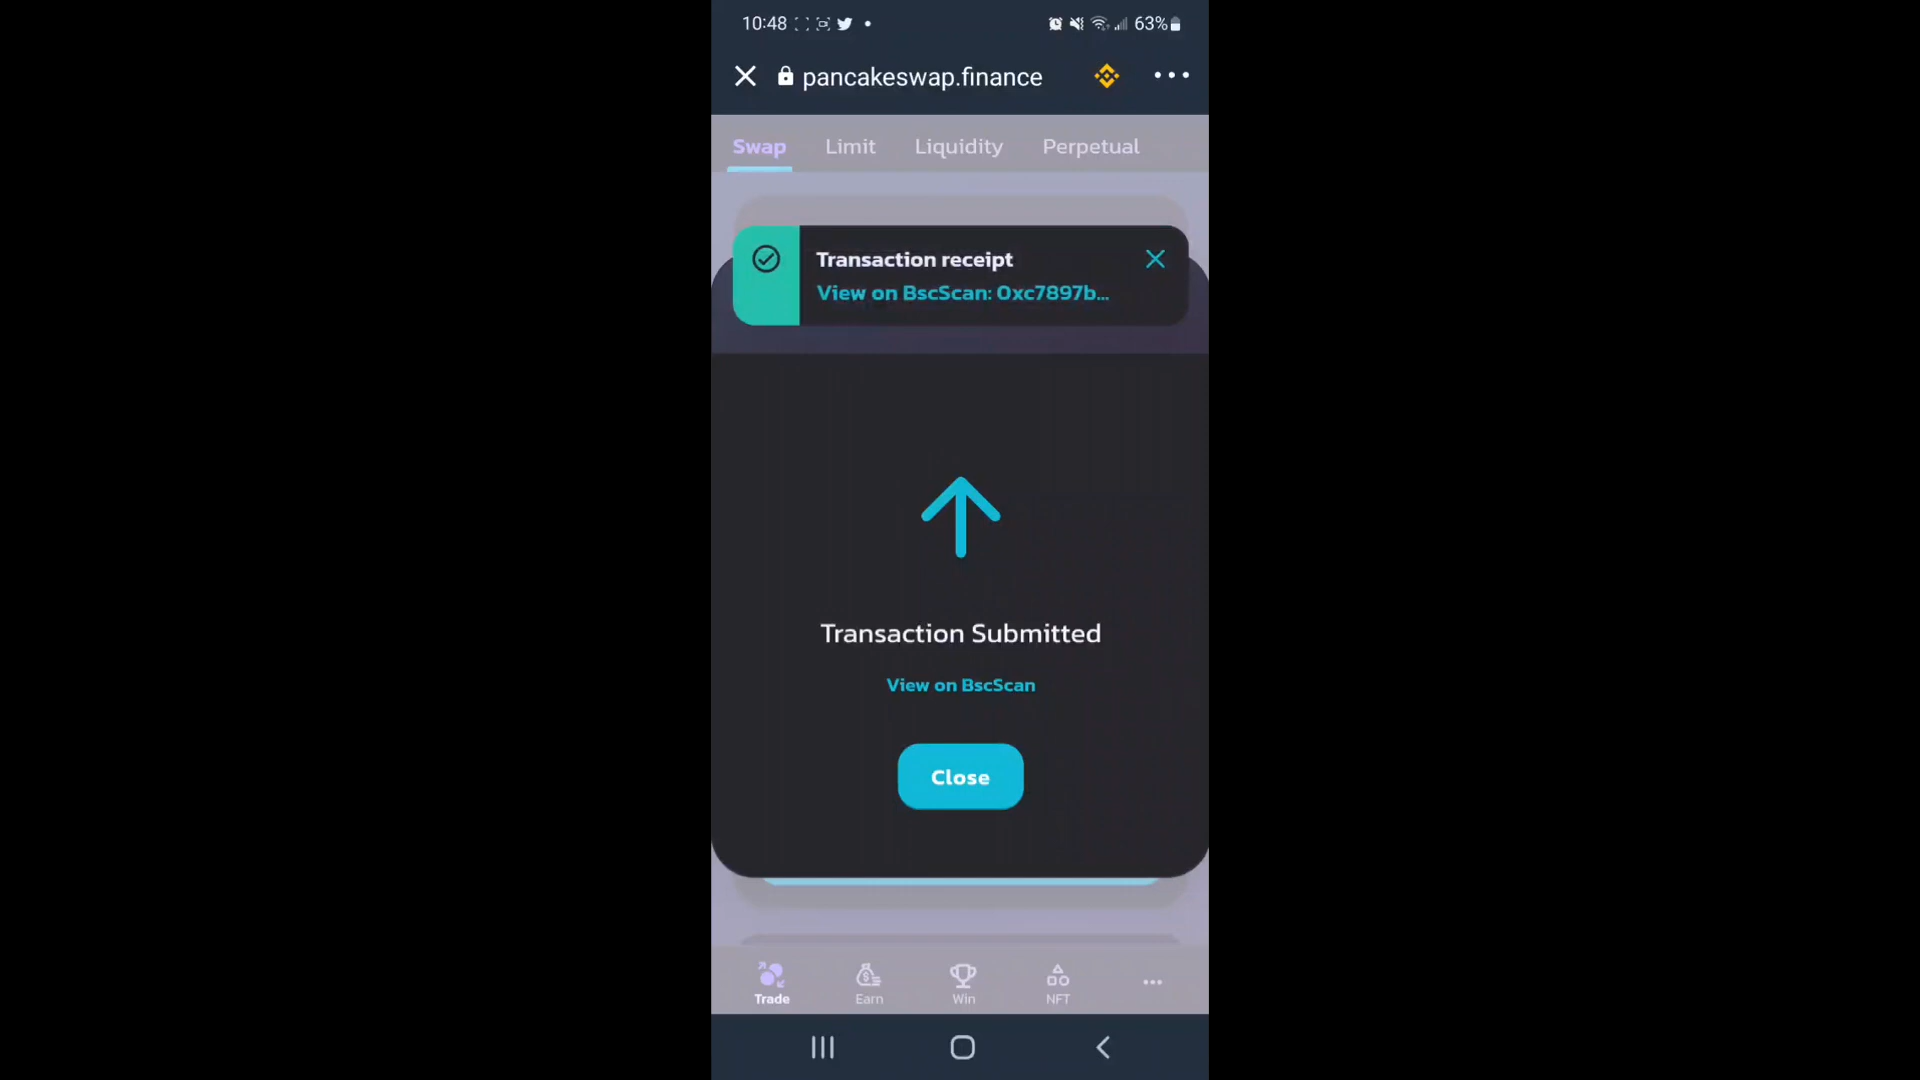 10:48
63%
pancakeswap.finance
Swap Limit Liquidity Perpetual
Transaction receipt
View on BscScan: 0xc7897b...
Transaction Submitted
View on BscScan
Close
Trade Earn Win NFT